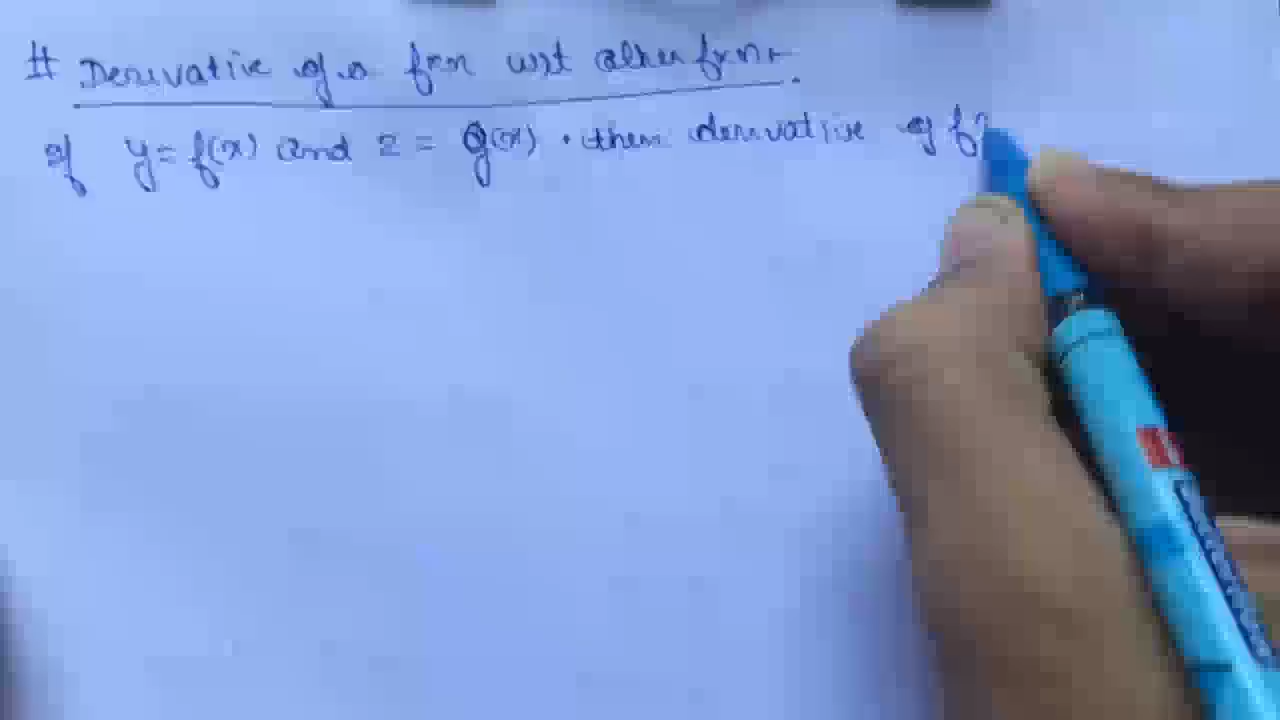 # Derivative of a fxn wrt other fxn.
If y = f(x) and z = g(x) . then derivative of f